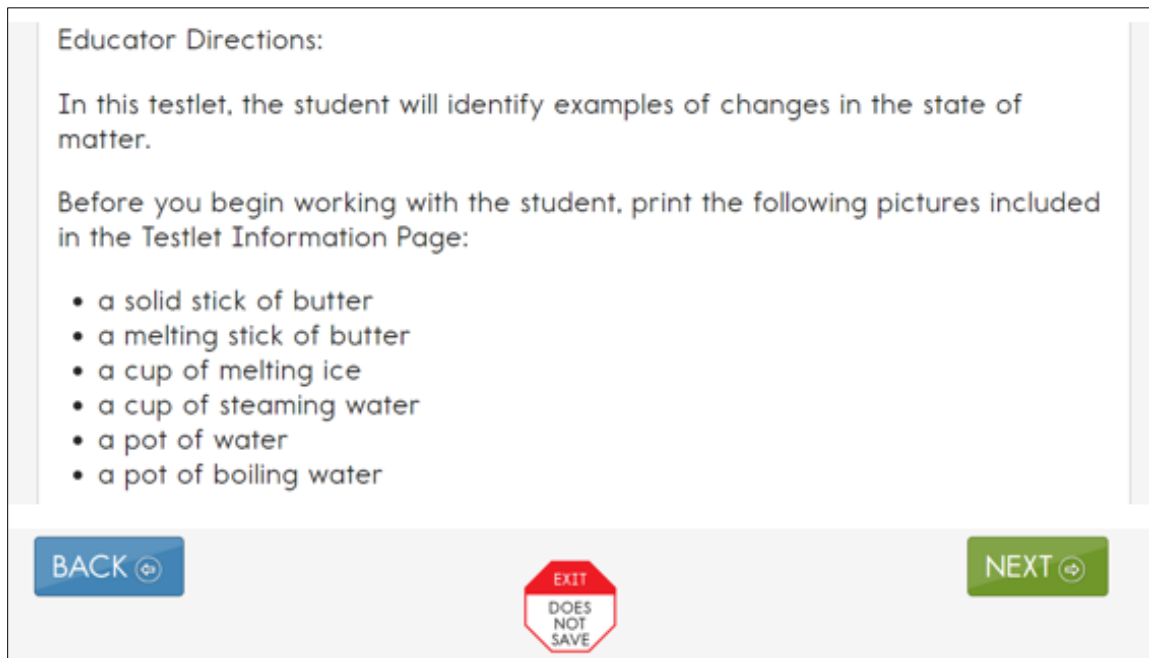 Educator Directions:
In this testlet, the student will identify examples of changes in the state of
matter.
Before you begin working with the student, print the following pictures included
in the Testlet Information Page:
• a solid stick of butter
• a melting stick of butter
• a cup of melting ice
• a cup of steaming water
• a pot of water
• a pot of boiling water
BACK
EXIT
DOES
NOT
SAVE
NEXT